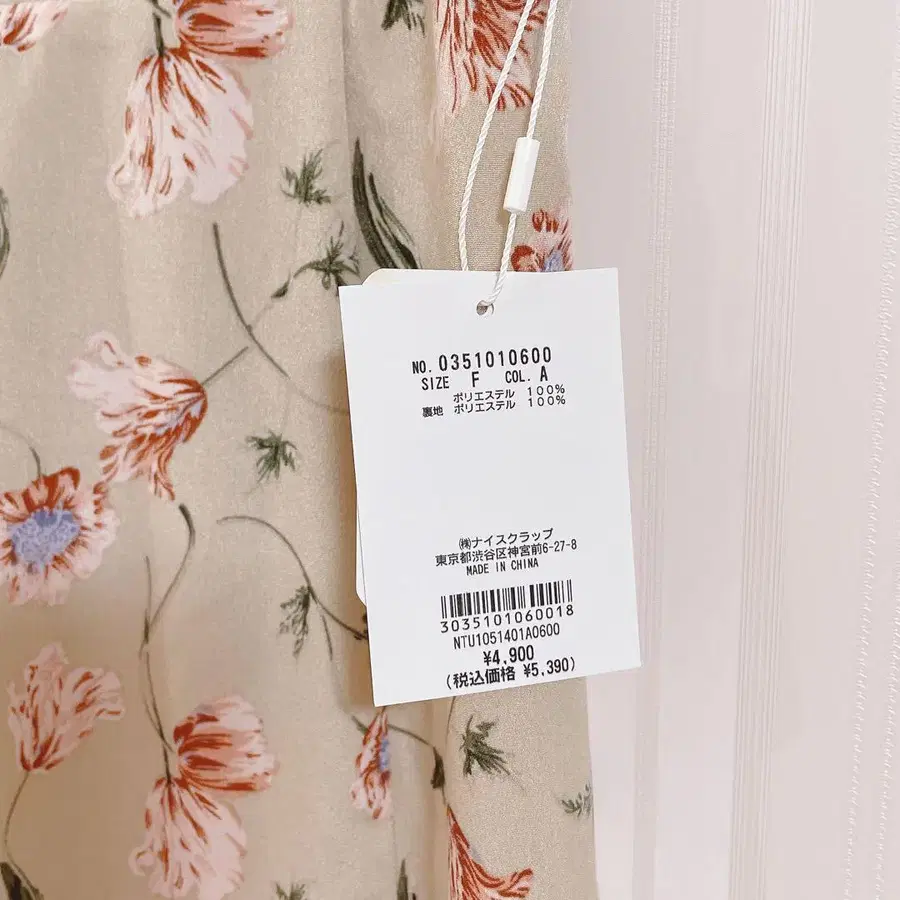 NO. 0351010600
SIZE F COL. A
ポリエステル 100%
裏地 ポリエステル 100%
㈱ナイスクラップ
東京都渋谷区神宮前6-27-8
MADE IN CHINA
3035101060018
NTU1051401A0600
¥4,900
(税込価格 ¥5,390)